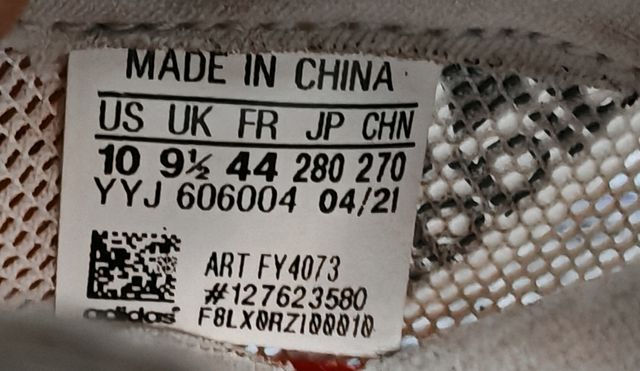 MADE IN CHINA
US UK FR JP CHN
10 9½ 44 280 270
YYJ 606004 04/21
ART FY4073
#127623580
adidas F8LX0RZ100010